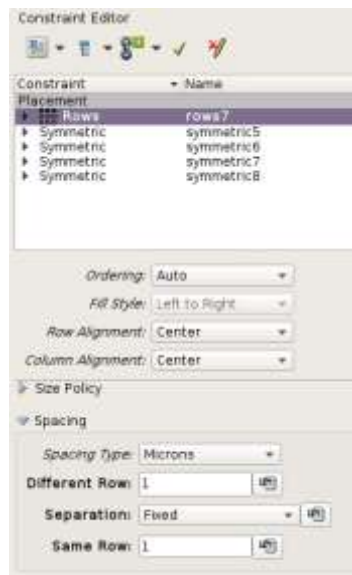 Constraint Editor
Constraint Name
Placement
Rows rows7
Symmetric symmetric5
Symmetric symmetric6
Symmetric symmetric7
Symmetric symmetric8
Ordering: Auto
Fill Style: Left to Right
Row Alignment: Center
Column Alignment: Center
Size Policy
Spacing
Spacing Type: Microns
Different Row: 1
Separation: Fixed
Same Row: 1